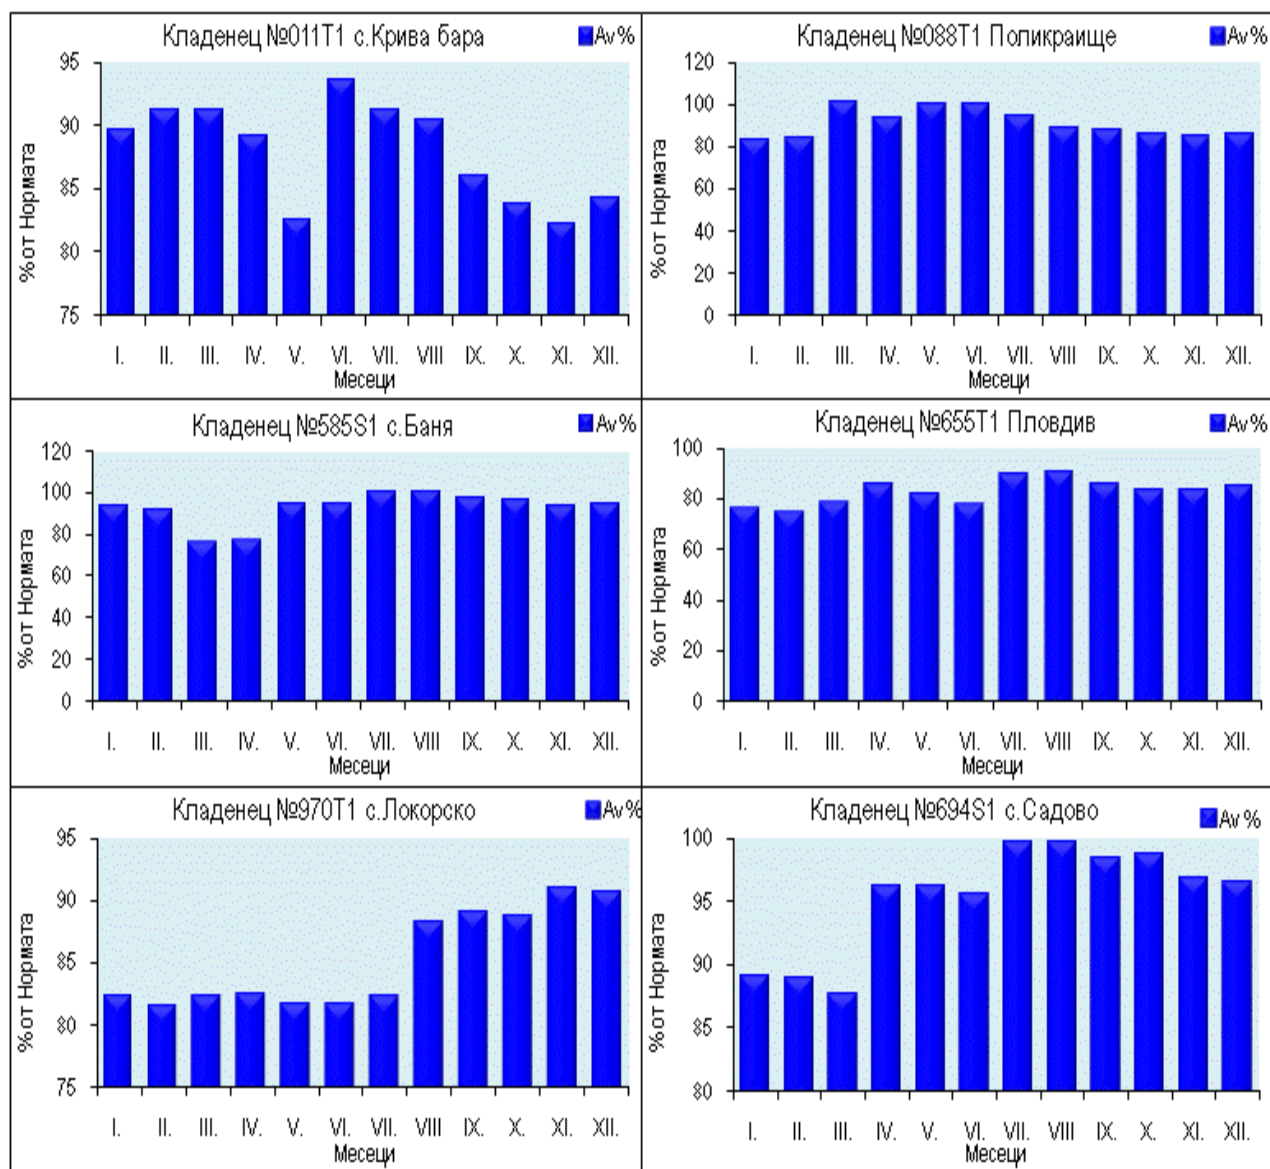 Кладенец №011T1 с.Крива бара
Av%
95
90
85
80
75
% от Нормата
I. II. III. IV. V. VI. VII. VIII IX. X. XI. XII.
Месеци
Кладенец №088T1 Поликраище
Av%
120
100
80
60
40
20
0
% от Нормата
I. II. III. IV. V. VI. VII. VIII IX. X. XI. XII.
Месеци
Кладенец №585S1 с.Баня
Av%
120
100
80
60
40
20
0
% от Нормата
I. II. III. IV. V. VI. VII. VIII IX. X. XI. XII.
Месеци
Кладенец №655T1 Пловдив
Av%
100
80
60
40
20
0
% от Нормата
I. II. III. IV. V. VI. VII. VIII IX. X. XI. XII.
Месеци
Кладенец №970T1 с.Локорско
Av%
95
90
85
80
75
% от Нормата
I. II. III. IV. V. VI. VII. VIII IX. X. XI. XII.
Месеци
Кладенец №694S1 с.Садово
Av%
100
95
90
85
80
% от Нормата
I. II. III. IV. V. VI. VII. VIII IX. X. XI. XII.
Месеци